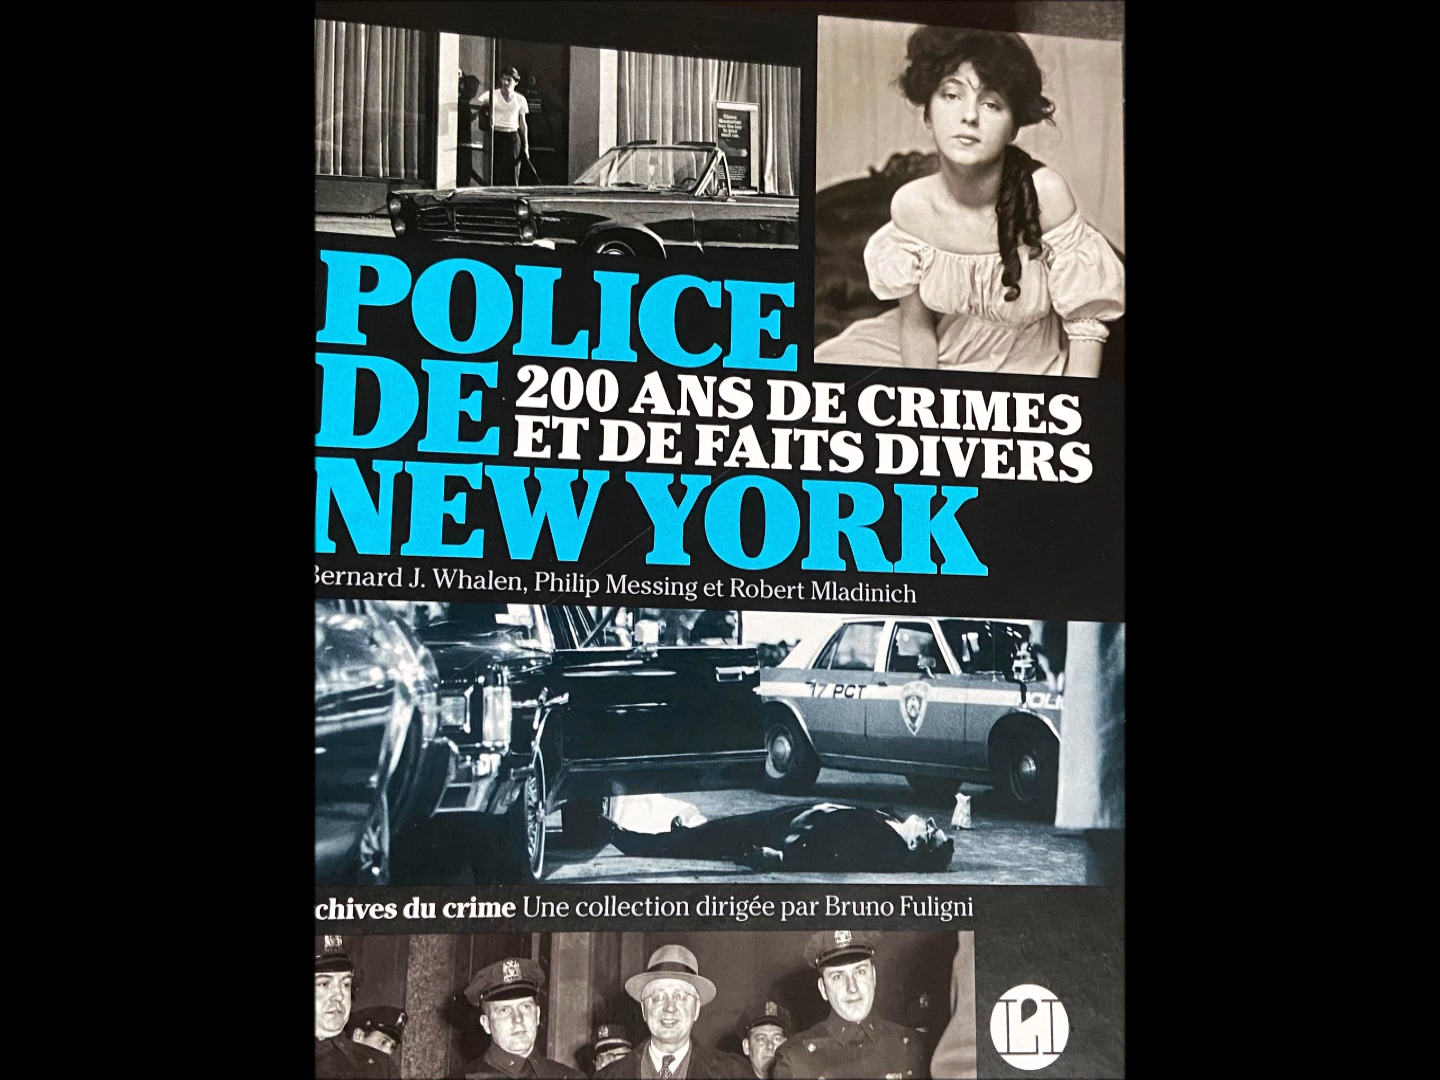 POLICE
DE
200 ANS DE CRIMES
ET DE FAITS DIVERS
NEW YORK
Bernard J. Whalen, Philip Messing et Robert Mladinich
17 PCT
chives du crime Une collection dirigée par Bruno Fuligni